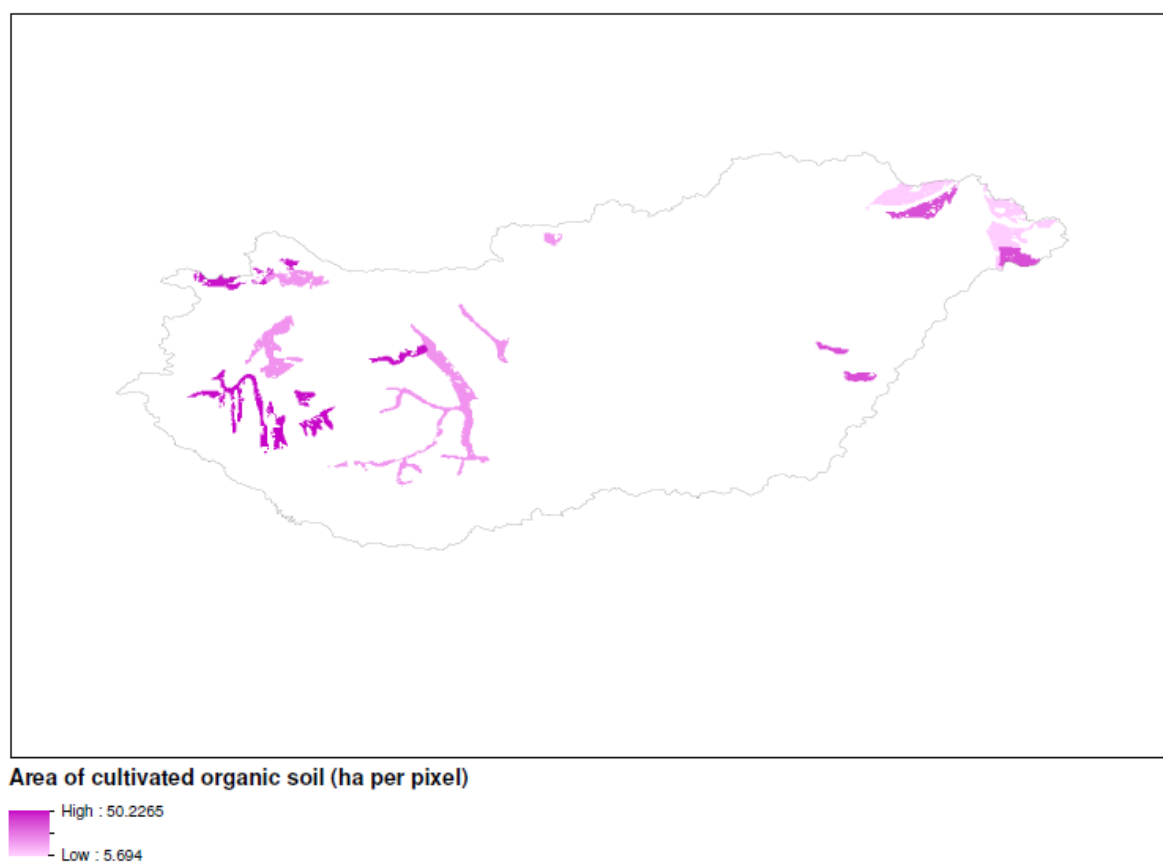 Area of cultivated organic soil (ha per pixel)
High : 50.2265
Low : 5.694